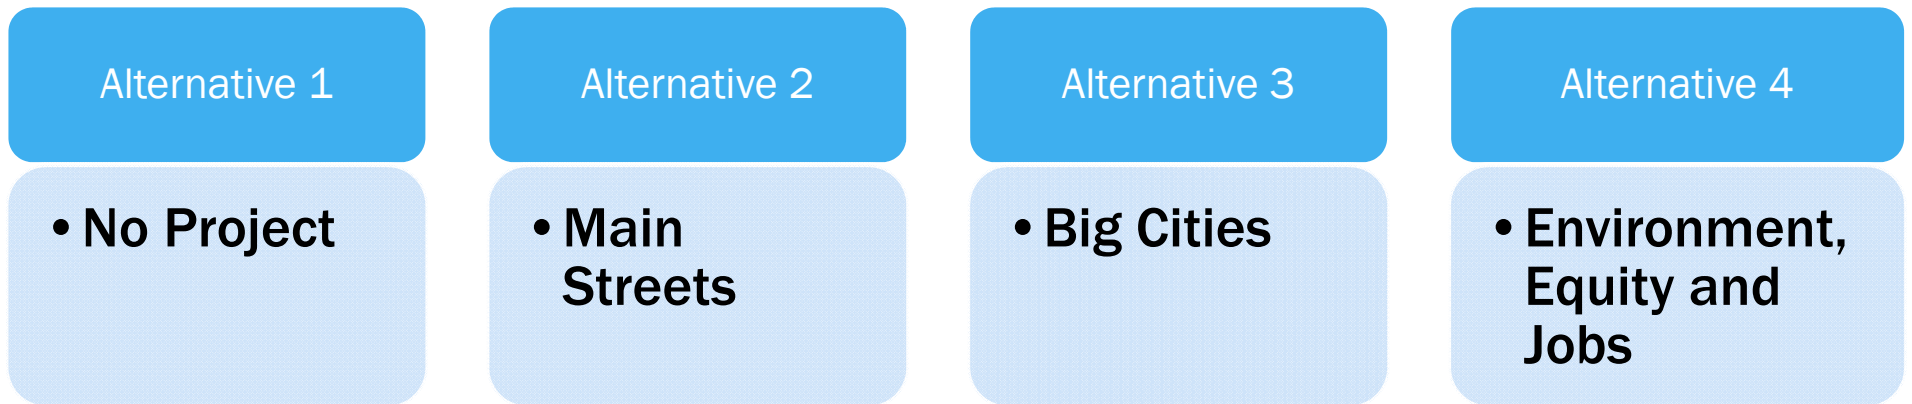 Alternative 1
• No Project
Alternative 2
• Main
Streets
Alternative 3
• Big Cities
Alternative 4
• Environment,
Equity and
Jobs